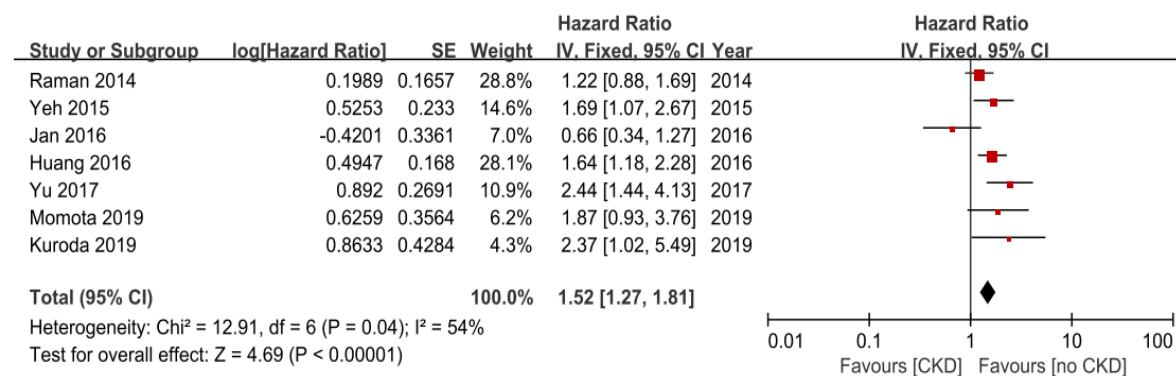 Hazard Ratio Hazard Ratio
Study or Subgroup log[Hazard Ratio] SE Weight IV, Fixed, 95% CI Year IV, Fixed, 95% CI
Raman 2014 0.1989 0.1657 28.8% 1.22 [0.88, 1.69] 2014
Yeh 2015 0.5253 0.233 14.6% 1.69 [1.07, 2.67] 2015
Jan 2016 -0.4201 0.3361 7.0% 0.66 [0.34, 1.27] 2016
Huang 2016 0.4947 0.168 28.1% 1.64 [1.18, 2.28] 2016
Yu 2017 0.892 0.2691 10.9% 2.44 [1.44, 4.13] 2017
Momota 2019 0.6259 0.3564 6.2% 1.87 [0.93, 3.76] 2019
Kuroda 2019 0.8633 0.4284 4.3% 2.37 [1.02, 5.49] 2019
Total (95% CI) 100.0% 1.52 [1.27, 1.81]
Heterogeneity: Chi² = 12.91, df = 6 (P = 0.04); I² = 54%
Test for overall effect: Z = 4.69 (P < 0.00001)
0.01 0.1 1 10 100
Favours [CKD] Favours [no CKD]